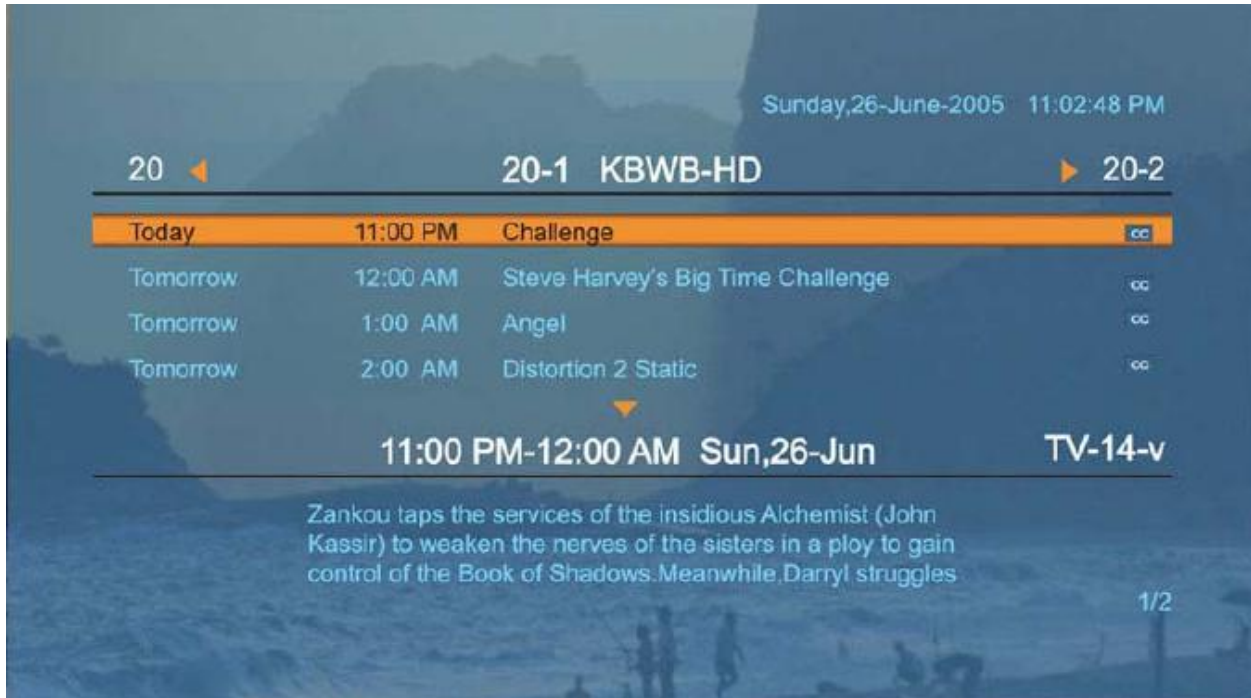 Sunday,26-June-2005 11:02:48 PM
20 20-1 KBWB-HD 20-2
Today 11:00 PM Challenge cc
Tomorrow 12:00 AM Steve Harvey's Big Time Challenge cc
Tomorrow 1:00 AM Angel cc
Tomorrow 2:00 AM Distortion 2 Static cc
11:00 PM-12:00 AM Sun,26-Jun TV-14-v
Zankou taps the services of the insidious Alchemist (John
Kassir) to weaken the nerves of the sisters in a ploy to gain
control of the Book of Shadows.Meanwhile,Darryl struggles
1/2